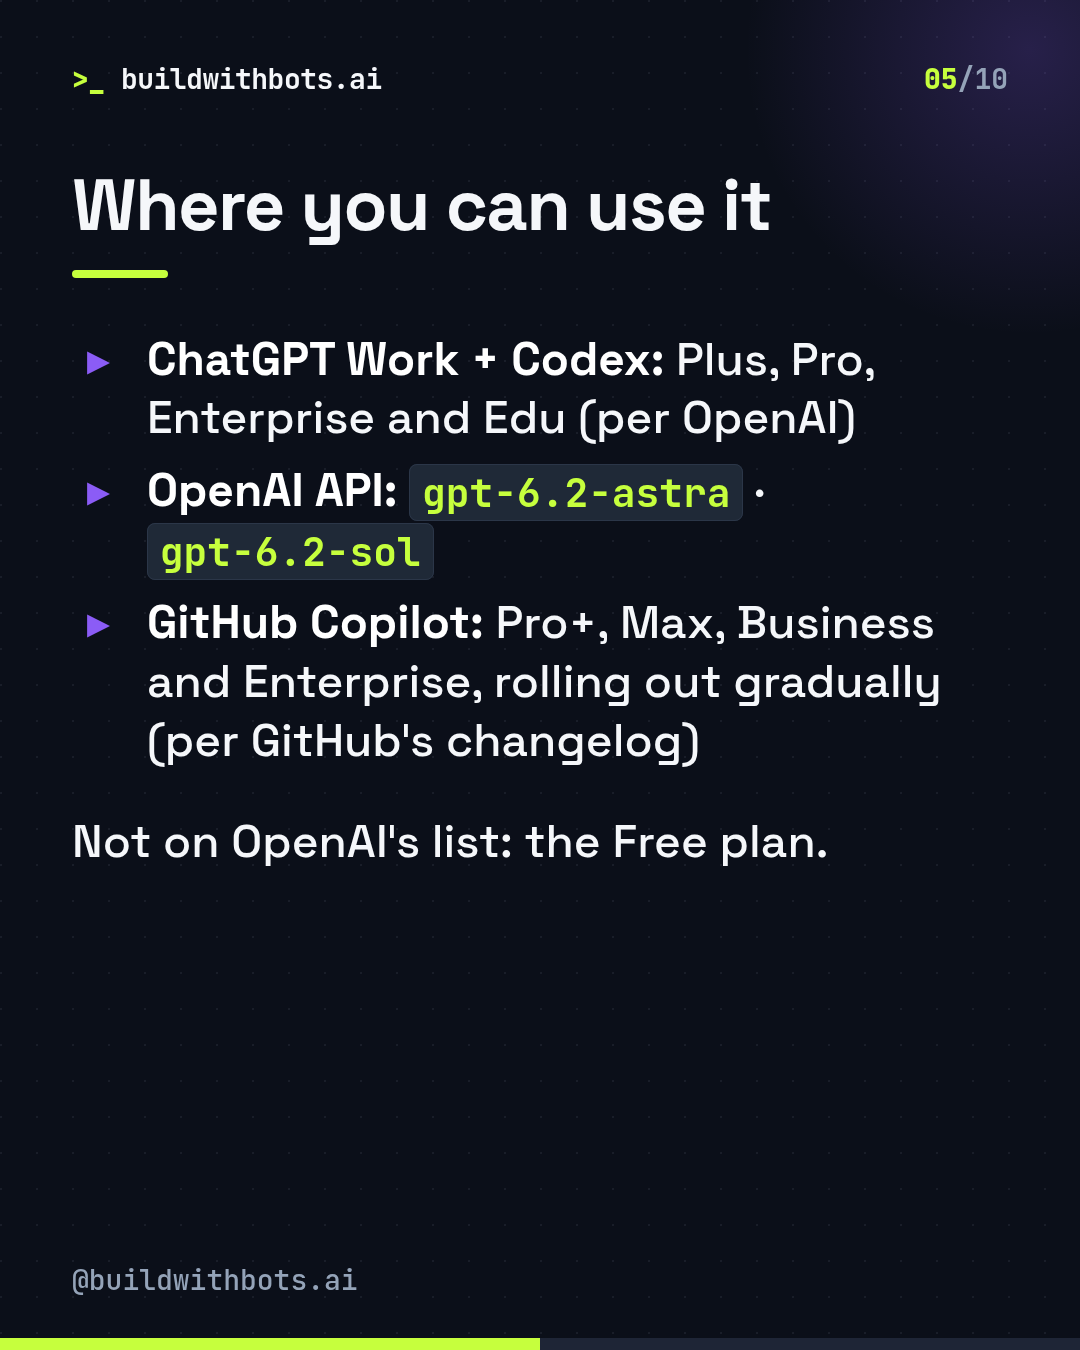 >_ buildwithbots.ai
05/10
Where you can use it
▶ ChatGPT Work + Codex: Plus, Pro,
Enterprise and Edu (per OpenAI)
▶ OpenAI API: gpt-6.2-astra ·
gpt-6.2-sol
▶ GitHub Copilot: Pro+, Max, Business
and Enterprise, rolling out gradually
(per GitHub's changelog)
Not on OpenAI's list: the Free plan.
@buildwithbots.ai